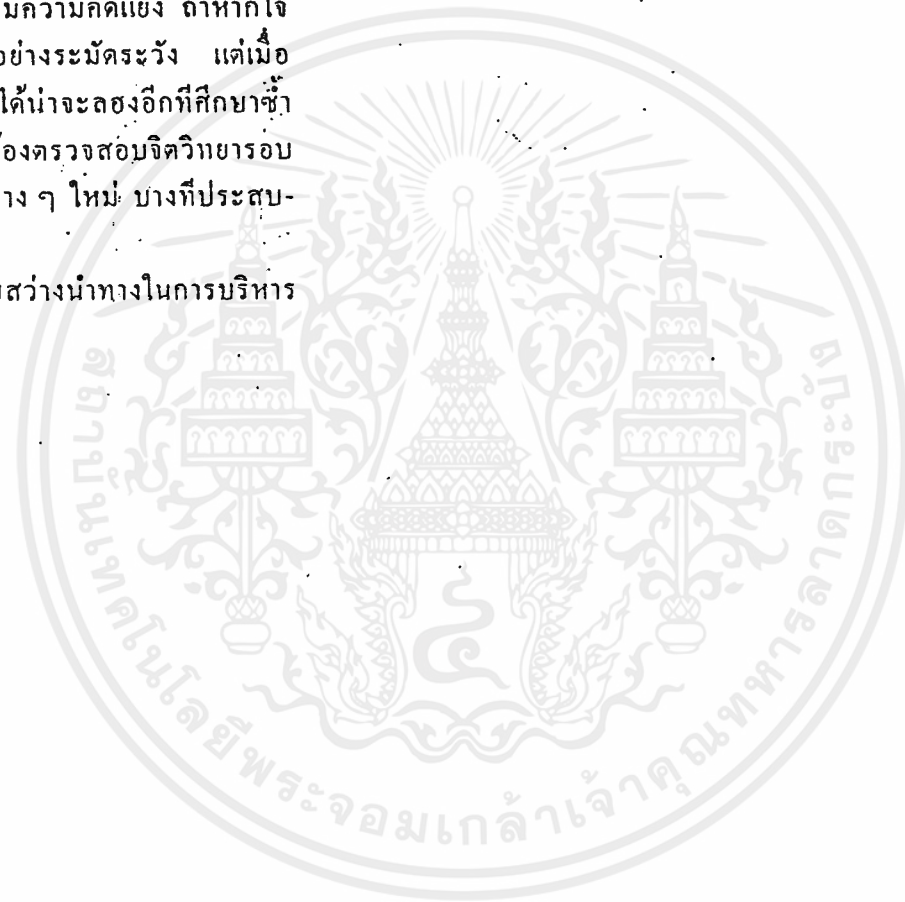 มีความคิดแย้ง ถ้าหากใจ
อย่างระมัดระวัง แต่เมื่อ
ได้น่าจะลองอีกทีศึกษาซ้ำ
้องตรวจสอบจิตวิทยารอบ
าง ๆ ใหม่ บางทีประสบ-
สว่างนำทางในการบริหาร
สถาบันเทคโนโลยีพระจอมเกล้าเจ้าคุณทหารลาดกระบัง
๔